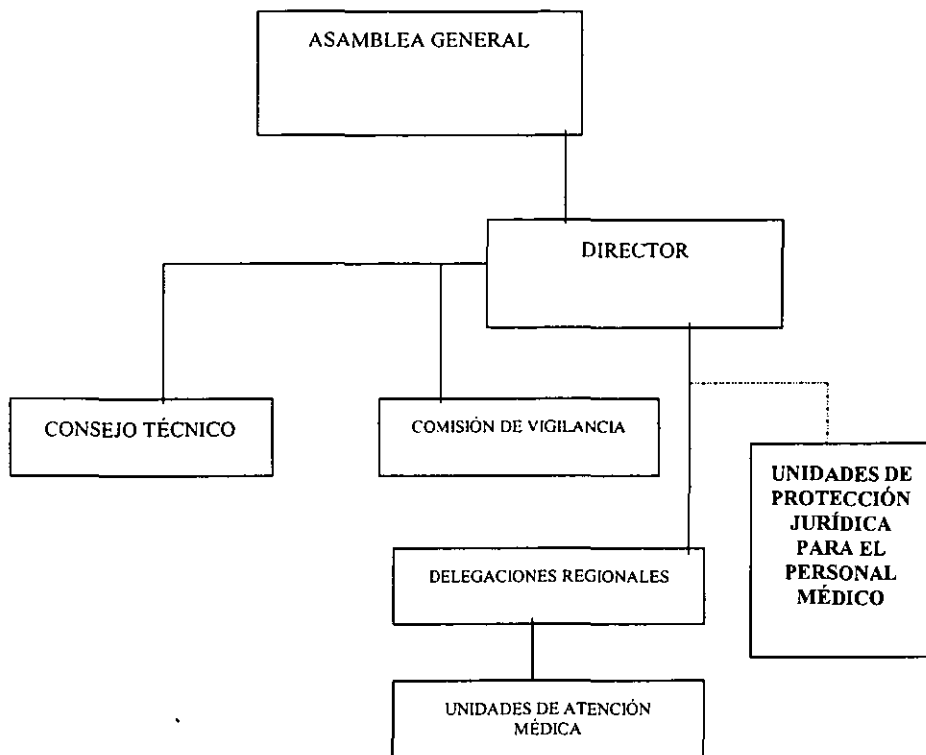 ASAMBLEA GENERAL
DIRECTOR
CONSEJO TÉCNICO
COMISIÓN DE VIGILANCIA
UNIDADES DE
PROTECCIÓN
JURÍDICA
PARA EL
PERSONAL
MÉDICO
DELEGACIONES REGIONALES
UNIDADES DE ATENCIÓN
MÉDICA